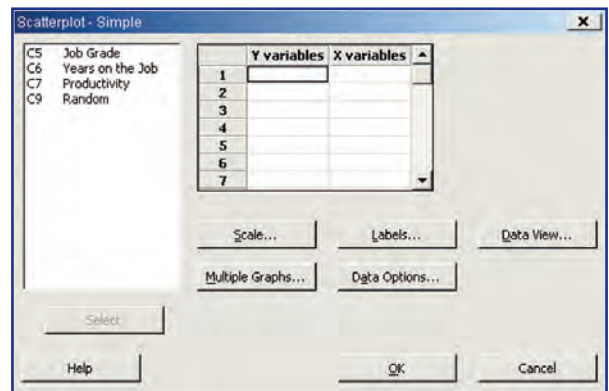 Scatterplot - Simple
C5 Job Grade
C6 Years on the Job
C7 Productivity
C9 Random
Y variables X variables
1
2
3
4
5
6
7
Scale... Labels... Data View...
Multiple Graphs... Data Options...
Select
Help OK Cancel